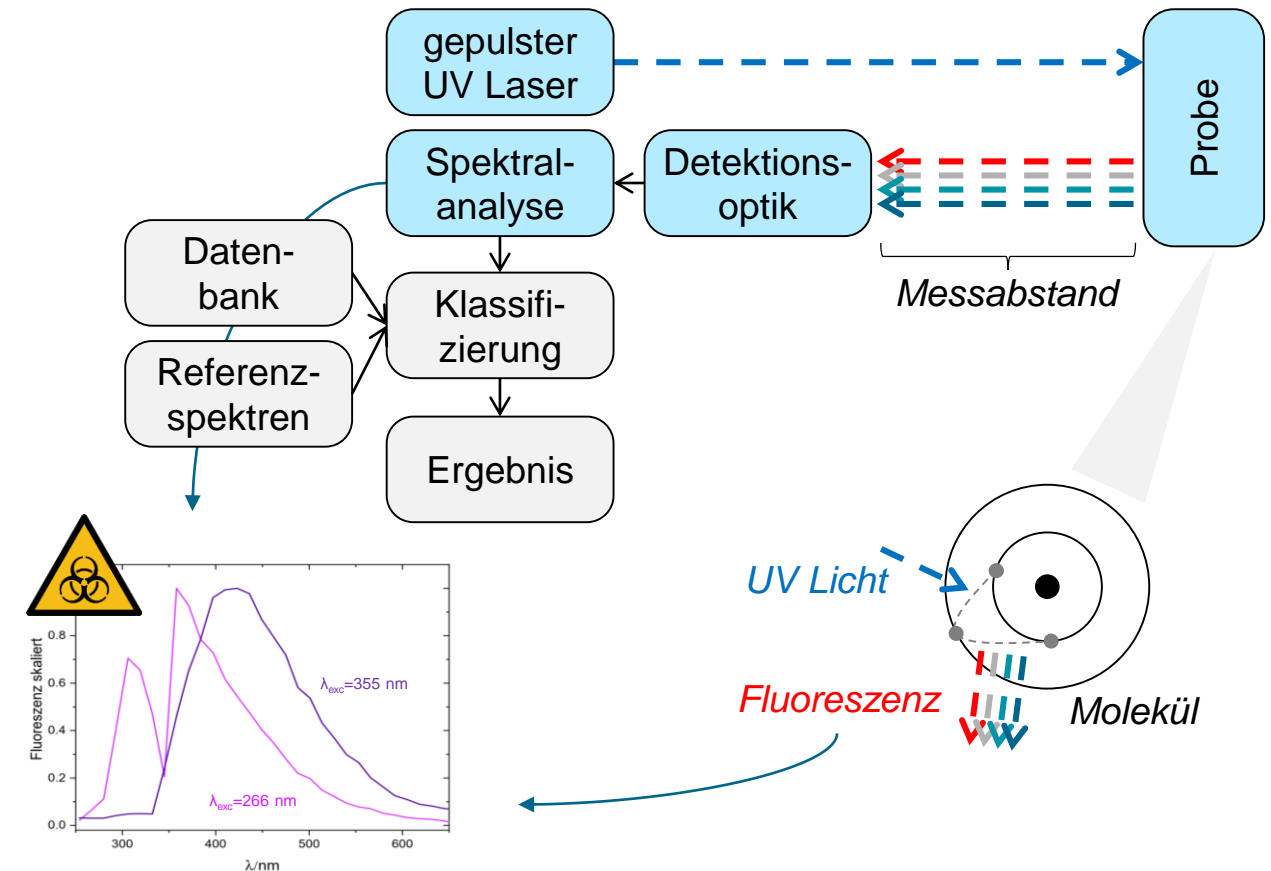 gepulster
UV Laser
Probe
Spektral-
analyse
Detektions-
optik
Messabstand
Daten-
bank
Klassifi-
zierung
Referenz-
spektren
Ergebnis
UV Licht
Fluoreszenz
Molekül
Fluoreszenz skaliert
0.8
0.6
0.4
0.2
0.0
λexc=355 nm
λexc=266 nm
300
400
500
600
λ/nm